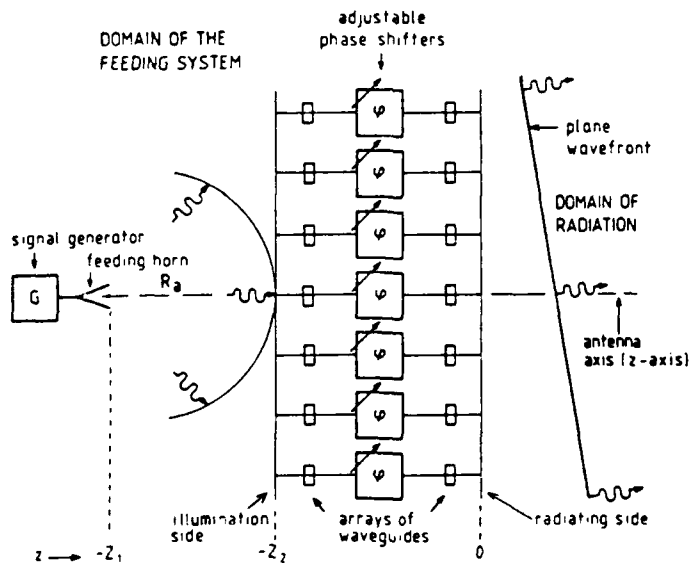 DOMAIN OF THE
FEEDING SYSTEM
adjustable
phase shifters
φ
φ
φ
φ
φ
φ
φ
plane
wavefront
DOMAIN OF
RADIATION
signal generator
feeding horn
G
Ra
antenna
axis (z-axis)
illumination
side
arrays of
waveguides
radiating side
z
-Z1
-Z2
0